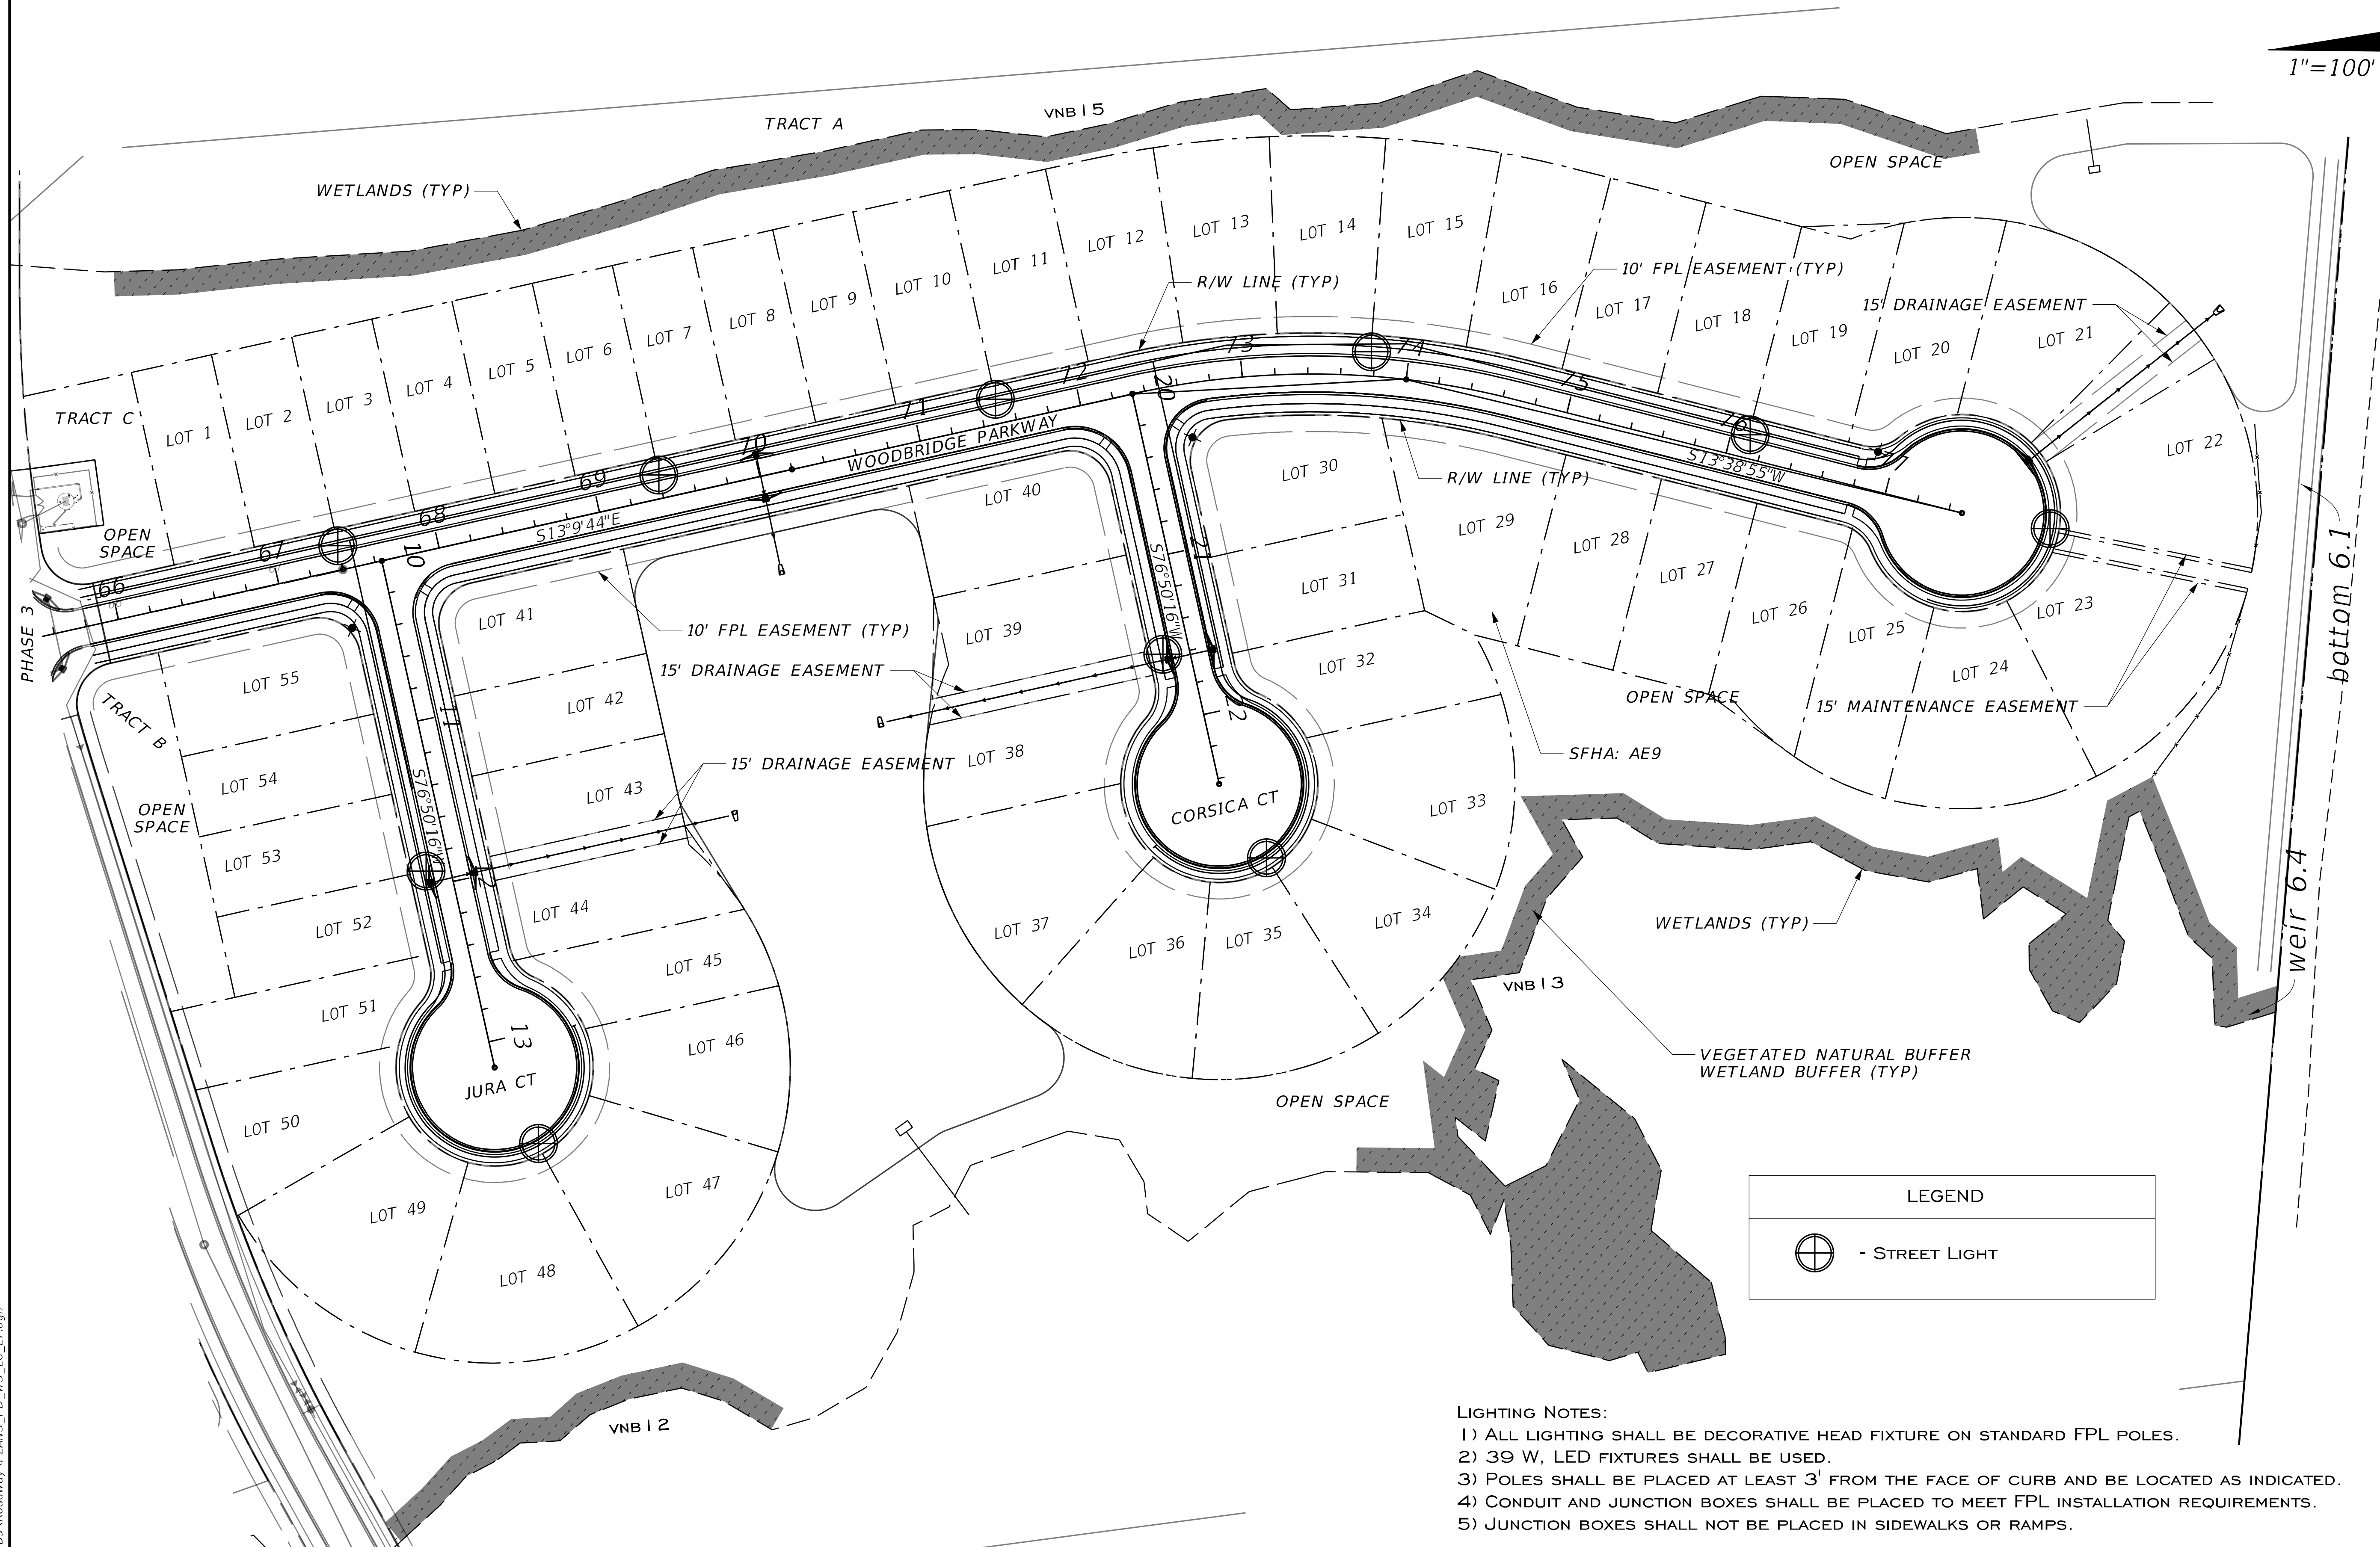 1"=100'
VNB15
TRACT A
OPEN SPACE
WETLANDS (TYP)
LOT 13
LOT 14
LOT 15
LOT 12
LOT 11
LOT 10
LOT 9
LOT 8
LOT 7
LOT 6
LOT 5
LOT 4
LOT 3
LOT 2
LOT 1
TRACT C
R/W LINE (TYP)
10' FPL EASEMENT (TYP)
LOT 16
LOT 17
LOT 18
LOT 19
LOT 20
LOT 21
15' DRAINAGE EASEMENT
LOT 22
OPEN
SPACE
66
67
68
69
70
71
72
73
74
75
76
77
WOODBRIDGE PARKWAY
S13°9'44"E
S13°38'55"W
PHASE 3
10
11
12
13
20
21
22
S76°50'16"W
S76°50'16"W
R/W LINE (TYP)
LOT 40
LOT 39
LOT 38
LOT 37
LOT 36
LOT 35
LOT 34
LOT 33
LOT 32
LOT 31
LOT 30
LOT 29
LOT 28
LOT 27
LOT 26
LOT 25
LOT 24
LOT 23
LOT 41
LOT 42
LOT 43
LOT 44
LOT 45
LOT 46
LOT 47
LOT 48
LOT 49
LOT 50
LOT 51
LOT 52
LOT 53
LOT 54
LOT 55
10' FPL EASEMENT (TYP)
15' DRAINAGE EASEMENT
15' DRAINAGE EASEMENT
TRACT B
OPEN
SPACE
OPEN SPACE
15' MAINTENANCE EASEMENT
SFHA: AE9
CORSICA CT
JURA CT
bottom 6.1
weir 6.4
WETLANDS (TYP)
VNB13
VEGETATED NATURAL BUFFER
WETLAND BUFFER (TYP)
OPEN SPACE
VNB12
LEGEND
- STREET LIGHT
LIGHTING NOTES:
1) ALL LIGHTING SHALL BE DECORATIVE HEAD FIXTURE ON STANDARD FPL POLES.
2) 39 W, LED FIXTURES SHALL BE USED.
3) POLES SHALL BE PLACED AT LEAST 3' FROM THE FACE OF CURB AND BE LOCATED AS INDICATED.
4) CONDUIT AND JUNCTION BOXES SHALL BE PLACED TO MEET FPL INSTALLATION REQUIREMENTS.
5) JUNCTION BOXES SHALL NOT BE PLACED IN SIDEWALKS OR RAMPS.